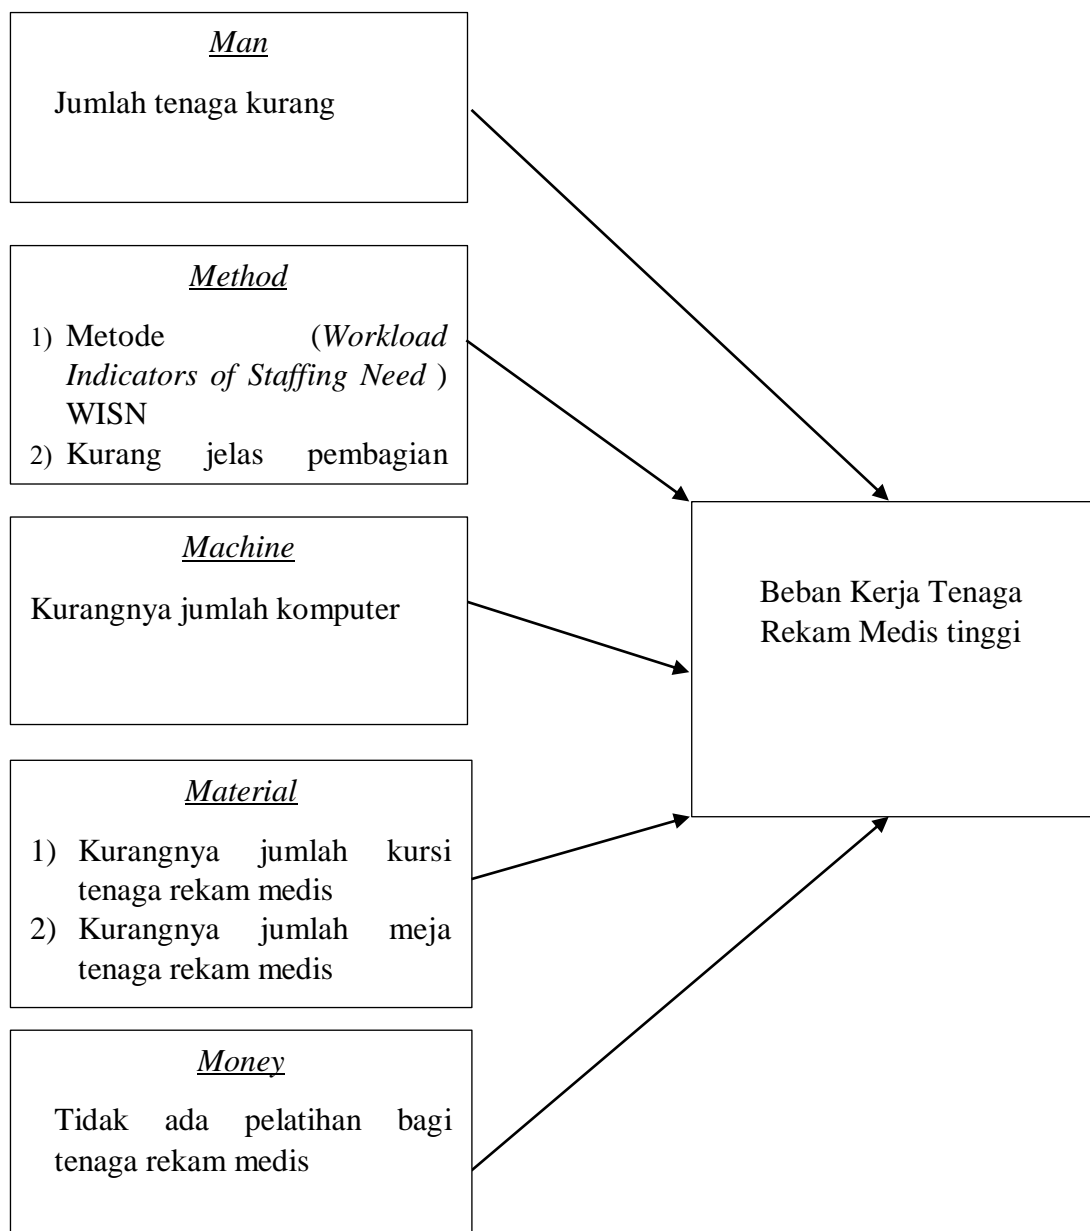 Man
Jumlah tenaga kurang
Method
1) Metode (Workload
Indicators of Staffing Need )
WISN
2) Kurang jelas pembagian
Machine
Kurangnya jumlah komputer
Beban Kerja Tenaga
Rekam Medis tinggi
Material
1) Kurangnya jumlah kursi
tenaga rekam medis
2) Kurangnya jumlah meja
tenaga rekam medis
Money
Tidak ada pelatihan bagi
tenaga rekam medis